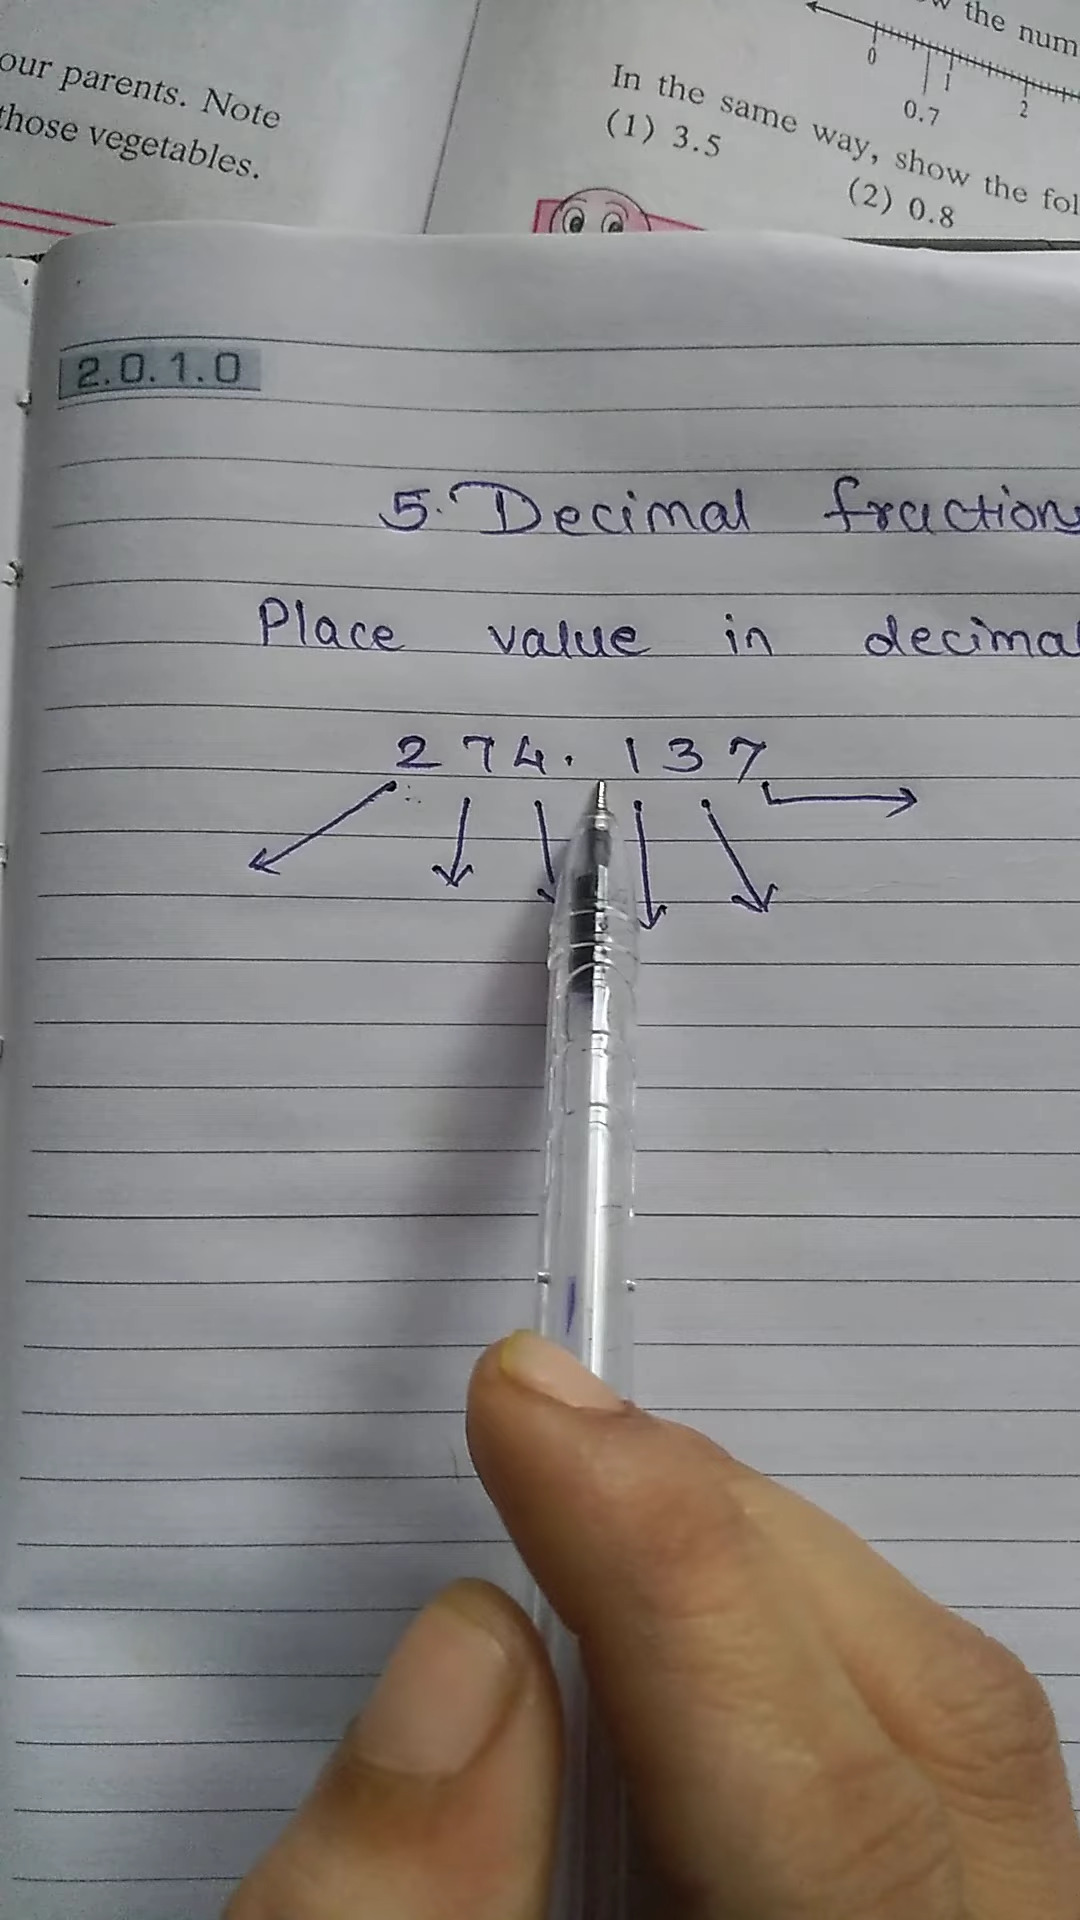 our parents. Note
those vegetables.
the num
0 1 2
0.7
In the same way, show the fol
(1) 3.5 (2) 0.8
2.0.1.0
5. Decimal fractions
Place value in decimal
274.137